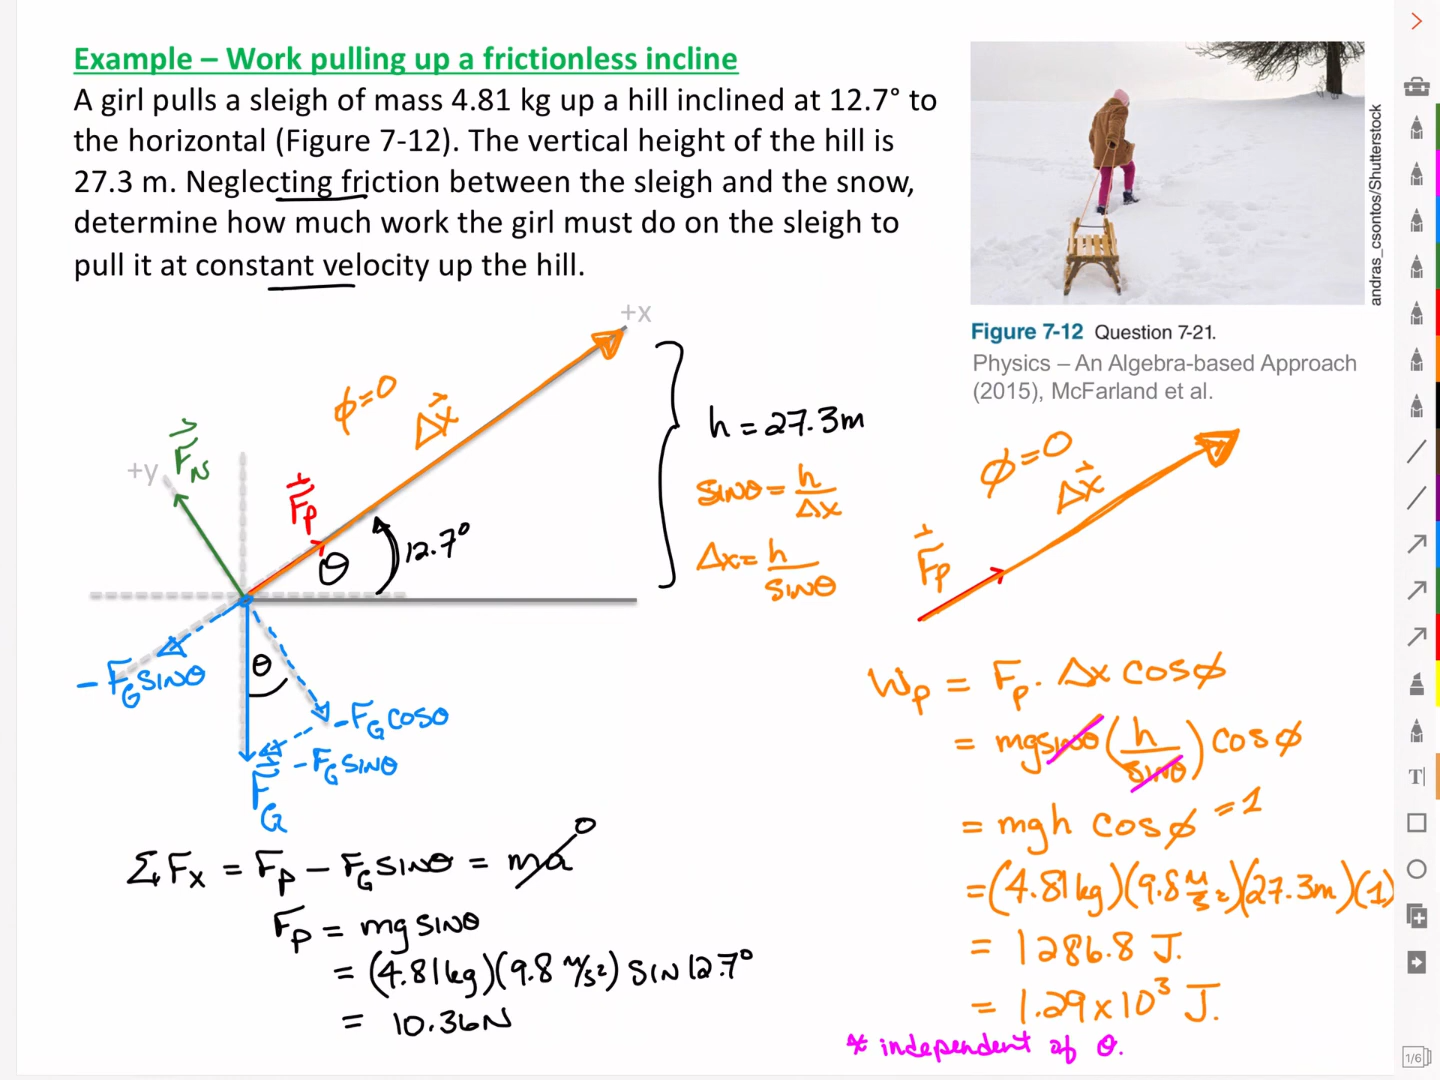 Example – Work pulling up a frictionless incline
A girl pulls a sleigh of mass 4.81 kg up a hill inclined at 12.7° to
the horizontal (Figure 7-12). The vertical height of the hill is
27.3 m. Neglecting friction between the sleigh and the snow,
determine how much work the girl must do on the sleigh to
pull it at constant velocity up the hill.
andras_csontos/Shutterstock
Figure 7-12 Question 7-21.
Physics – An Algebra-based Approach
(2015), McFarland et al.
+x
ϕ=0
Δx⃗
+y
F⃗_N
F⃗_P
θ
12.7°
h = 27.3m
sinθ = h/Δx
Δx = h/sinθ
ϕ=0
Δx⃗
F⃗_P
-F_G sinθ
θ
-F_G cosθ
-F_G sinθ
F⃗_G
ΣF_x = F_P - F_G sinθ = ma 0
F_P = mg sinθ
= (4.81kg)(9.8 m/s²) sin 12.7°
= 10.36N
W_P = F_P · Δx cosϕ
= mg sinθ (h/sinθ) cosϕ
= mgh cosϕ =1
= (4.81kg)(9.8 m/s²)(27.3m)(1)
= 1286.8 J.
= 1.29x10³ J.
* independent of θ.
T
1/6